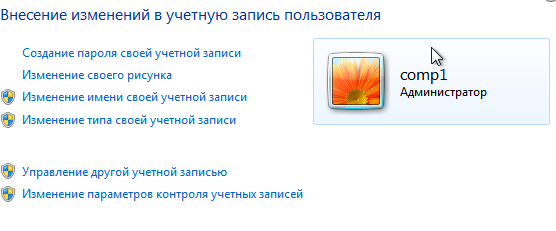 Внесение изменений в учетную запись пользователя
Создание пароля своей учетной записи
Изменение своего рисунка
Изменение имени своей учетной записи
Изменение типа своей учетной записи
comp1
Администратор
Управление другой учетной записью
Изменение параметров контроля учетных записей